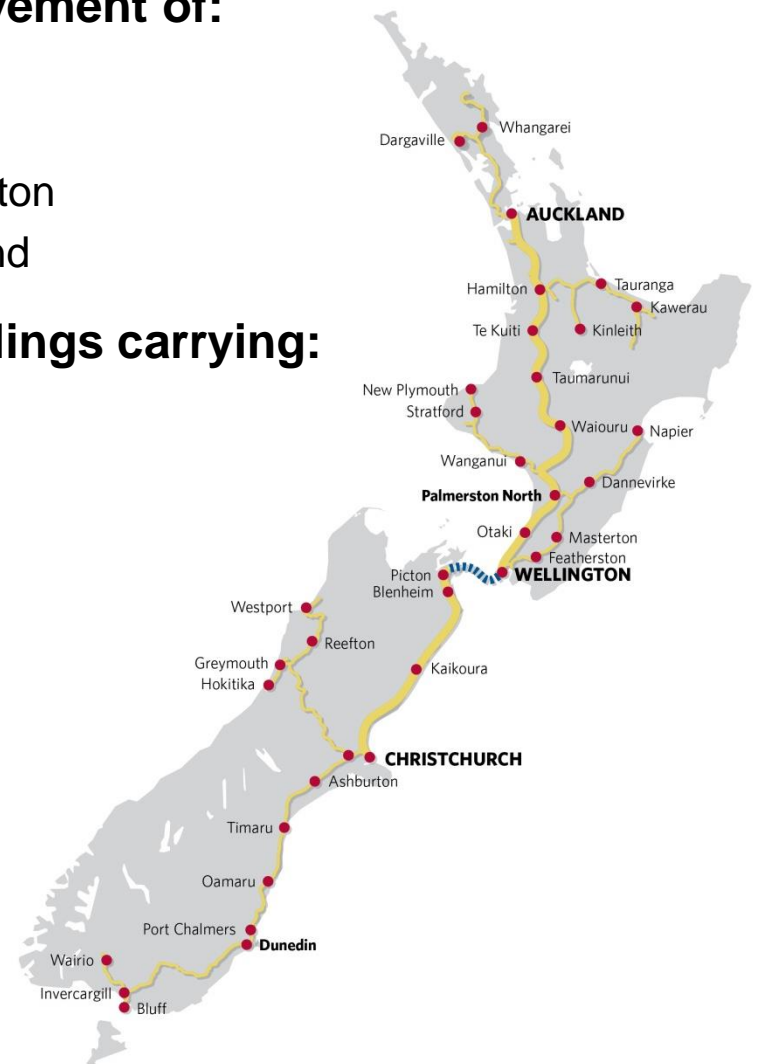 vement of:
ton
nd
lings carrying:
Whangarei
Dargaville
AUCKLAND
Hamilton
Tauranga
Kawerau
Te Kuiti
Kinleith
Taumarunui
New Plymouth
Stratford
Waiouru
Napier
Wanganui
Dannevirke
Palmerston North
Otaki
Masterton
Featherston
Picton
WELLINGTON
Blenheim
Westport
Reefton
Greymouth
Kaikoura
Hokitika
CHRISTCHURCH
Ashburton
Timaru
Oamaru
Port Chalmers
Dunedin
Wairio
Invercargill
Bluff